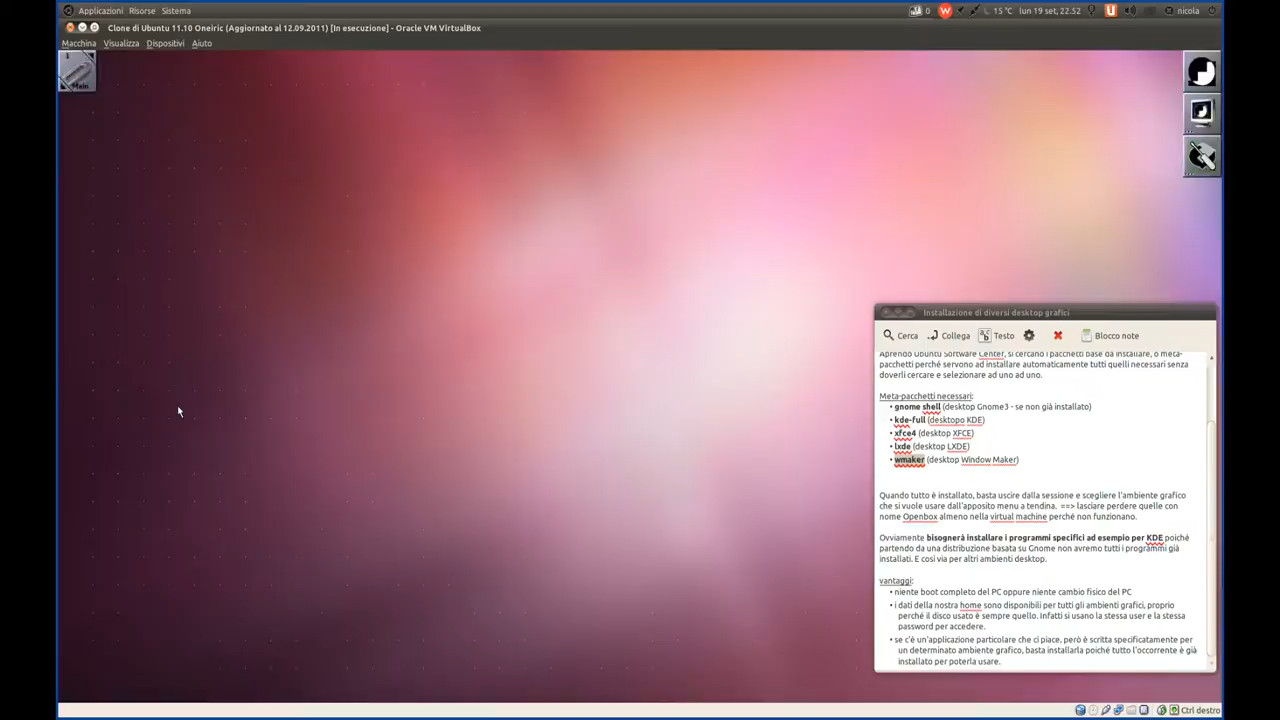 Applicazioni Risorse Sistema
0 15 °C lun 19 set, 22.52 nicola
Clone di Ubuntu 11.10 Oneiric (Aggiornato al 12.09.2011) [In esecuzione] - Oracle VM VirtualBox
Macchina Visualizza Dispositivi Aiuto
1
Main
Installazione di diversi desktop grafici
Cerca Collega Testo Blocco note
Aprendo Ubuntu Software Center, si cercano i pacchetti base da installare, o meta-
pacchetti perché servono ad installare automaticamente tutti quelli necessari senza
doverli cercare e selezionare ad uno ad uno.
Meta-pacchetti necessari:
• gnome shell (desktop Gnome3 - se non già installato)
• kde-full (desktopo KDE)
• xfce4 (desktop XFCE)
• lxde (desktop LXDE)
• wmaker (desktop Window Maker)
Quando tutto è installato, basta uscire dalla sessione e scegliere l'ambiente grafico
che si vuole usare dall'apposito menu a tendina. ==> lasciare perdere quelle con
nome Openbox almeno nella virtual machine perché non funzionano.
Ovviamente bisognerà installare i programmi specifici ad esempio per KDE poiché
partendo da una distribuzione basata su Gnome non avremo tutti i programmi già
installati. E cosi via per altri ambienti desktop.
vantaggi:
• niente boot completo del PC oppure niente cambio fisico del PC
• i dati della nostra home sono disponibili per tutti gli ambienti grafici, proprio
perché il disco usato è sempre quello. Infatti si usano la stessa user e la stessa
password per accedere.
• se c'è un'applicazione particolare che ci piace, però è scritta specificatamente per
un determinato ambiente grafico, basta installarla poiché tutto l'occorrente è già
installato per poterla usare.
Ctrl destro